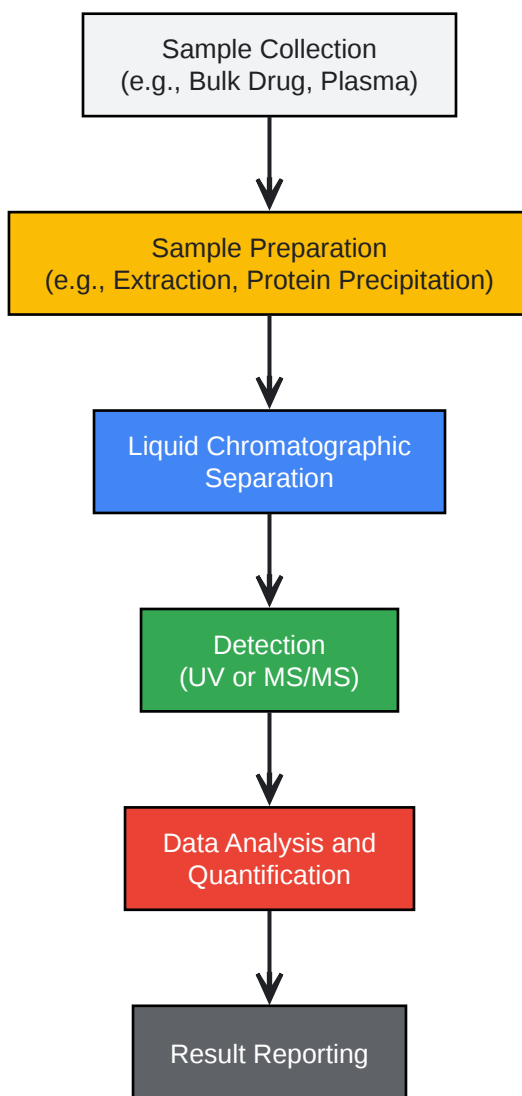 Sample Collection
(e.g., Bulk Drug, Plasma)
Sample Preparation
(e.g., Extraction, Protein Precipitation)
Liquid Chromatographic
Separation
Detection
(UV or MS/MS)
Data Analysis and
Quantification
Result Reporting